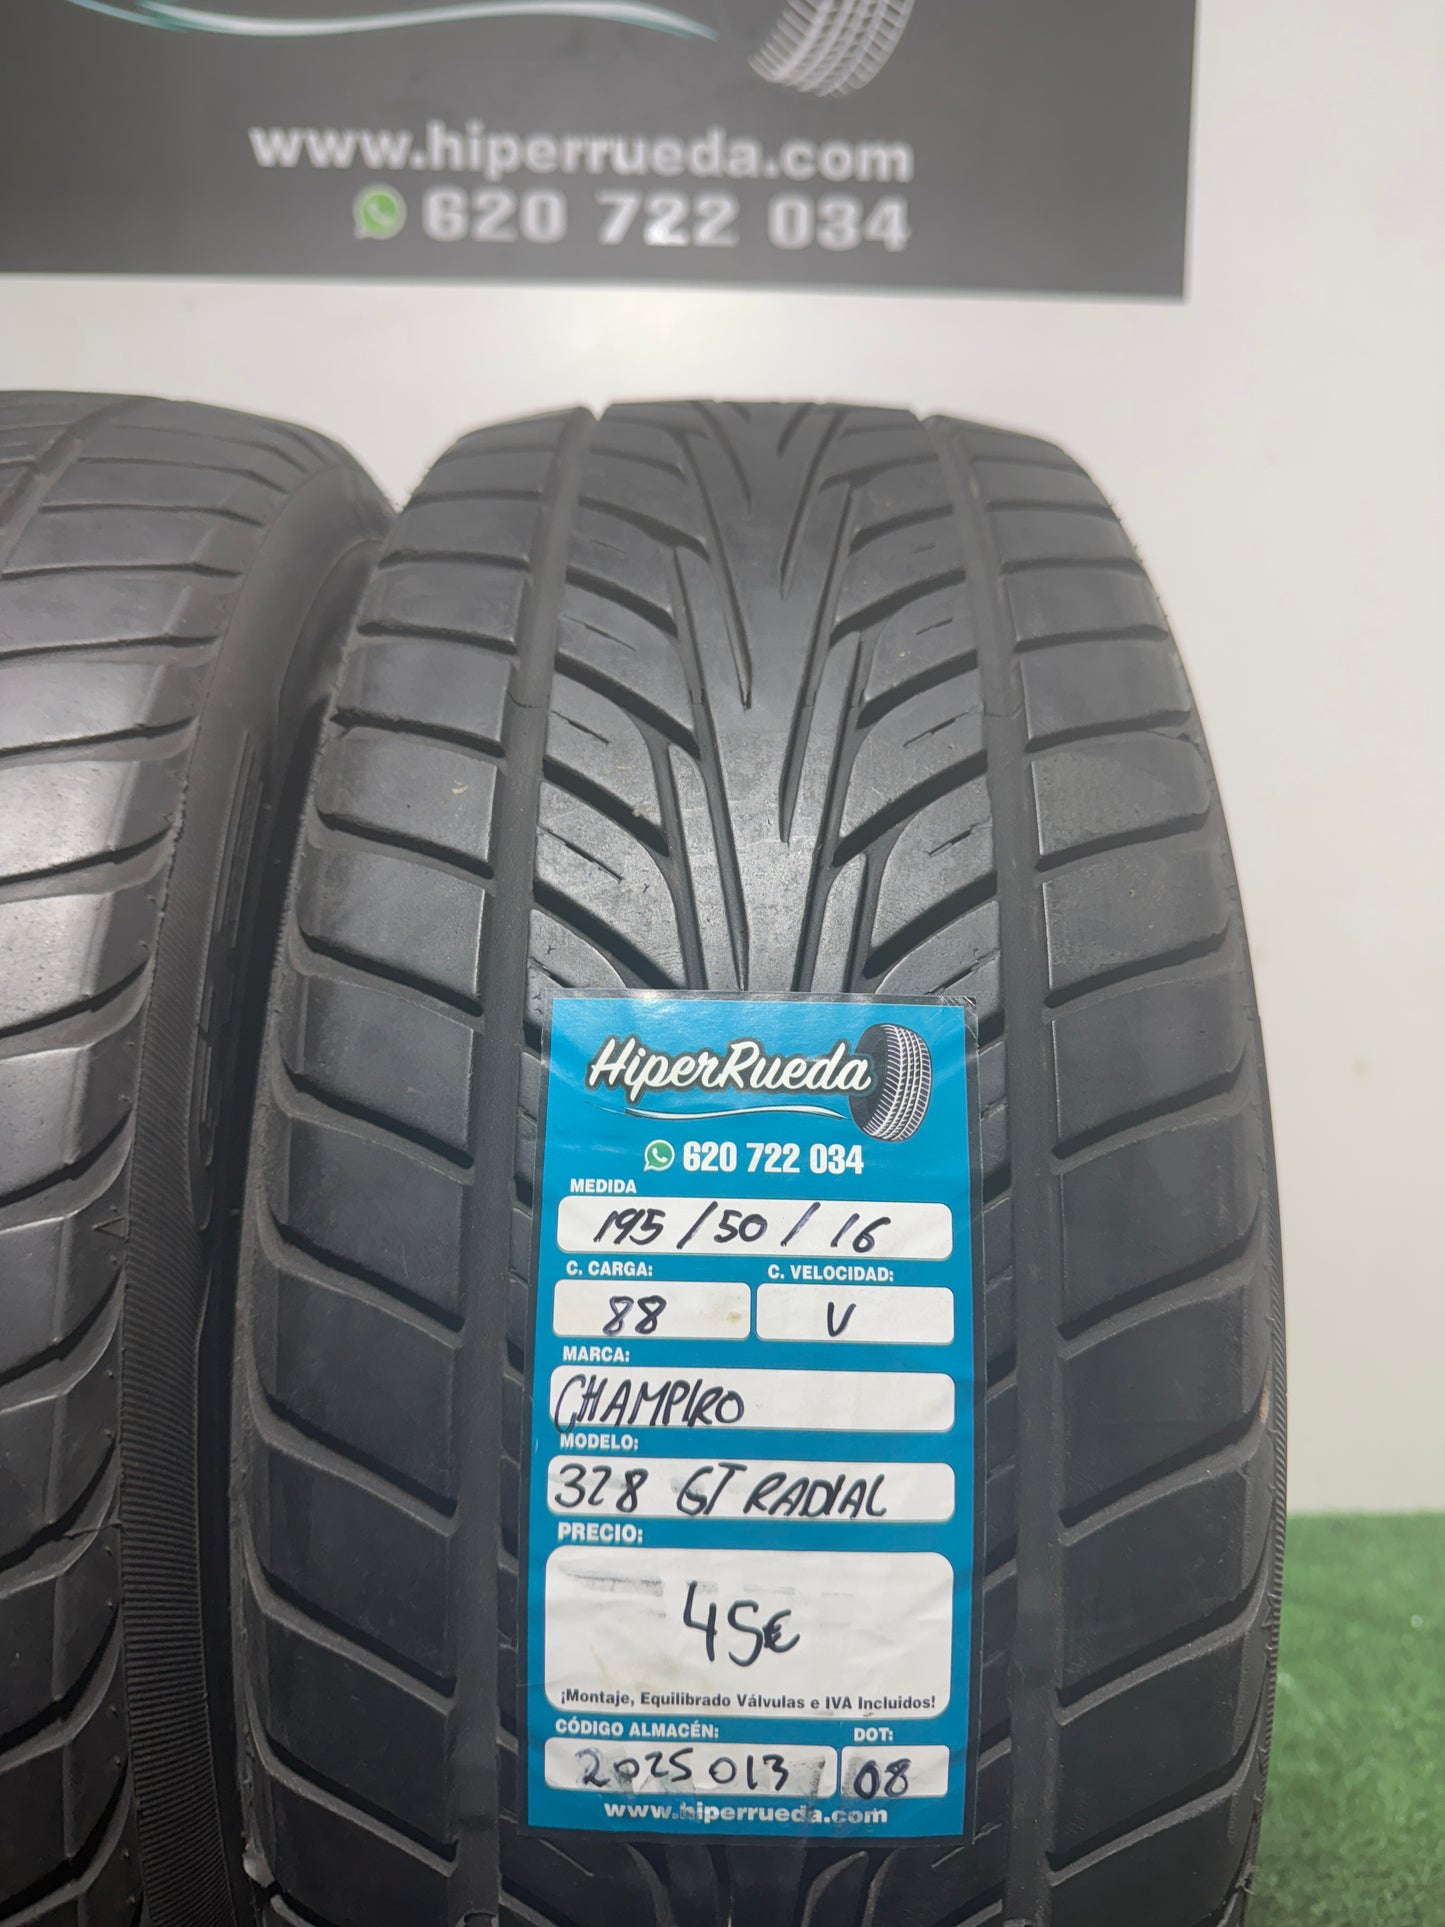 www.hiperrueda.com
620 722 034
HiperRueda
620 722 034
MEDIDA
195/50/16
C. CARGA: C. VELOCIDAD:
88 V
MARCA:
CHAMPIRO
MODELO:
328 GT RADIAL
PRECIO:
45€
¡Montaje, Equilibrado Válvulas e IVA Incluidos!
CÓDIGO ALMACÉN: DOT:
2025013 08
www.hiperrueda.com